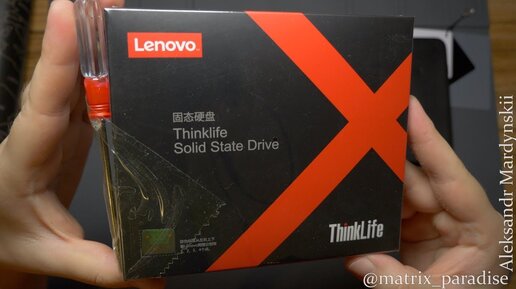 Lenovo
固态硬盘
Thinklife
Solid State Drive
ThinkLife
@matrix_paradise
Aleksandr Mardynskii